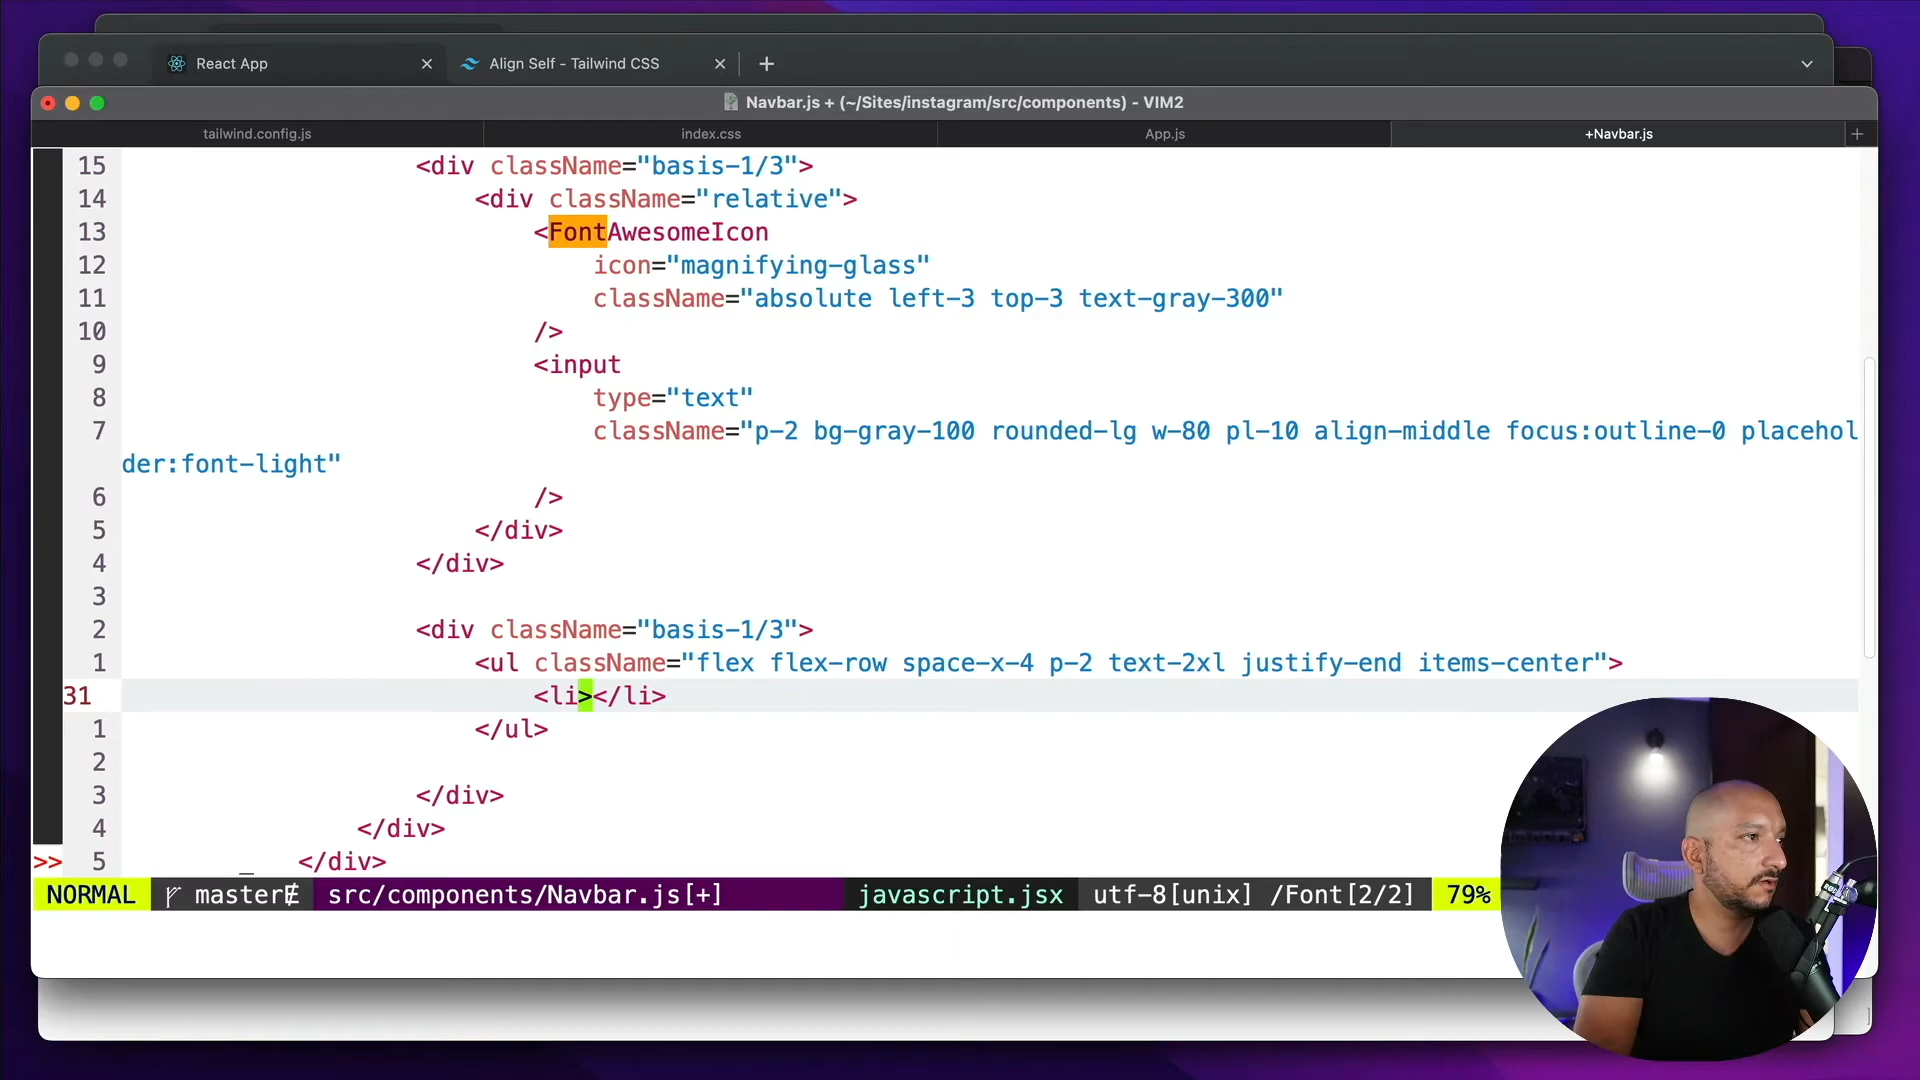 React App
Align Self - Tailwind CSS
Navbar.js + (~/Sites/instagram/src/components) - VIM2
tailwind.config.js
index.css
App.js
+Navbar.js
15 <div className="basis-1/3">
14 <div className="relative">
13 <FontAwesomeIcon
12 icon="magnifying-glass"
11 className="absolute left-3 top-3 text-gray-300"
10 />
9 <input
8 type="text"
7 className="p-2 bg-gray-100 rounded-lg w-80 pl-10 align-middle focus:outline-0 placehol
der:font-light"
6 />
5 </div>
4 </div>
3
2 <div className="basis-1/3">
1 <ul className="flex flex-row space-x-4 p-2 text-2xl justify-end items-center">
31 <li></li>
1 </ul>
2
3 </div>
4 </div>
>> 5 </div>
NORMAL master src/components/Navbar.js[+] javascript.jsx utf-8[unix] /Font[2/2] 79%